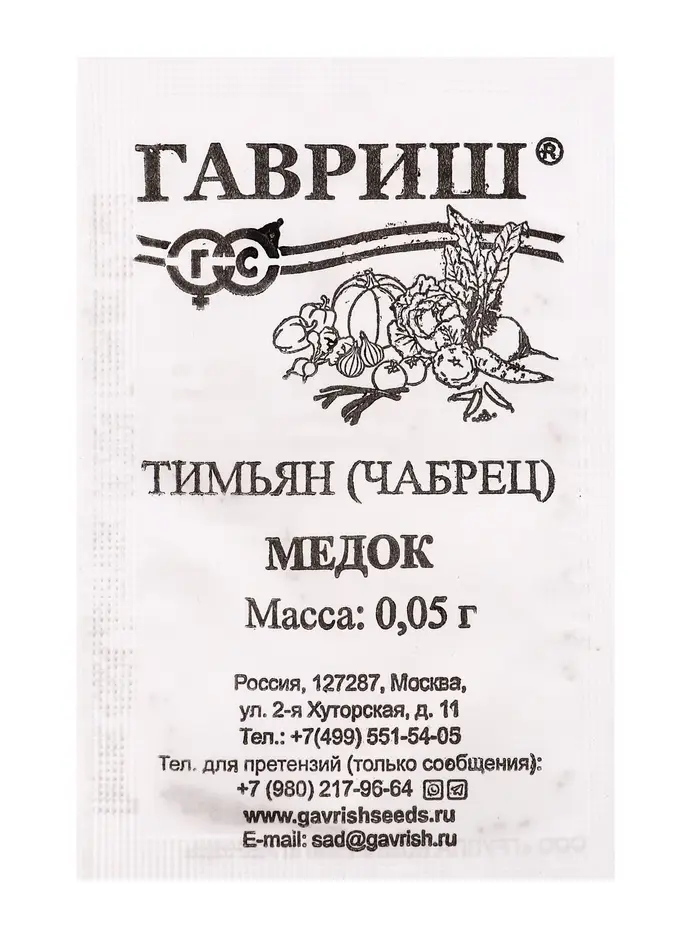 ГАВРИШ®
ГС
ТИМЬЯН (ЧАБРЕЦ)
МЕДОК
Масса: 0,05 г
Россия, 127287, Москва,
ул. 2-я Хуторская, д. 11
Тел.: +7(499) 551-54-05
Тел. для претензий (только сообщения):
+7 (980) 217-96-64
www.gavrishseeds.ru
E-mail: sad@gavrish.ru